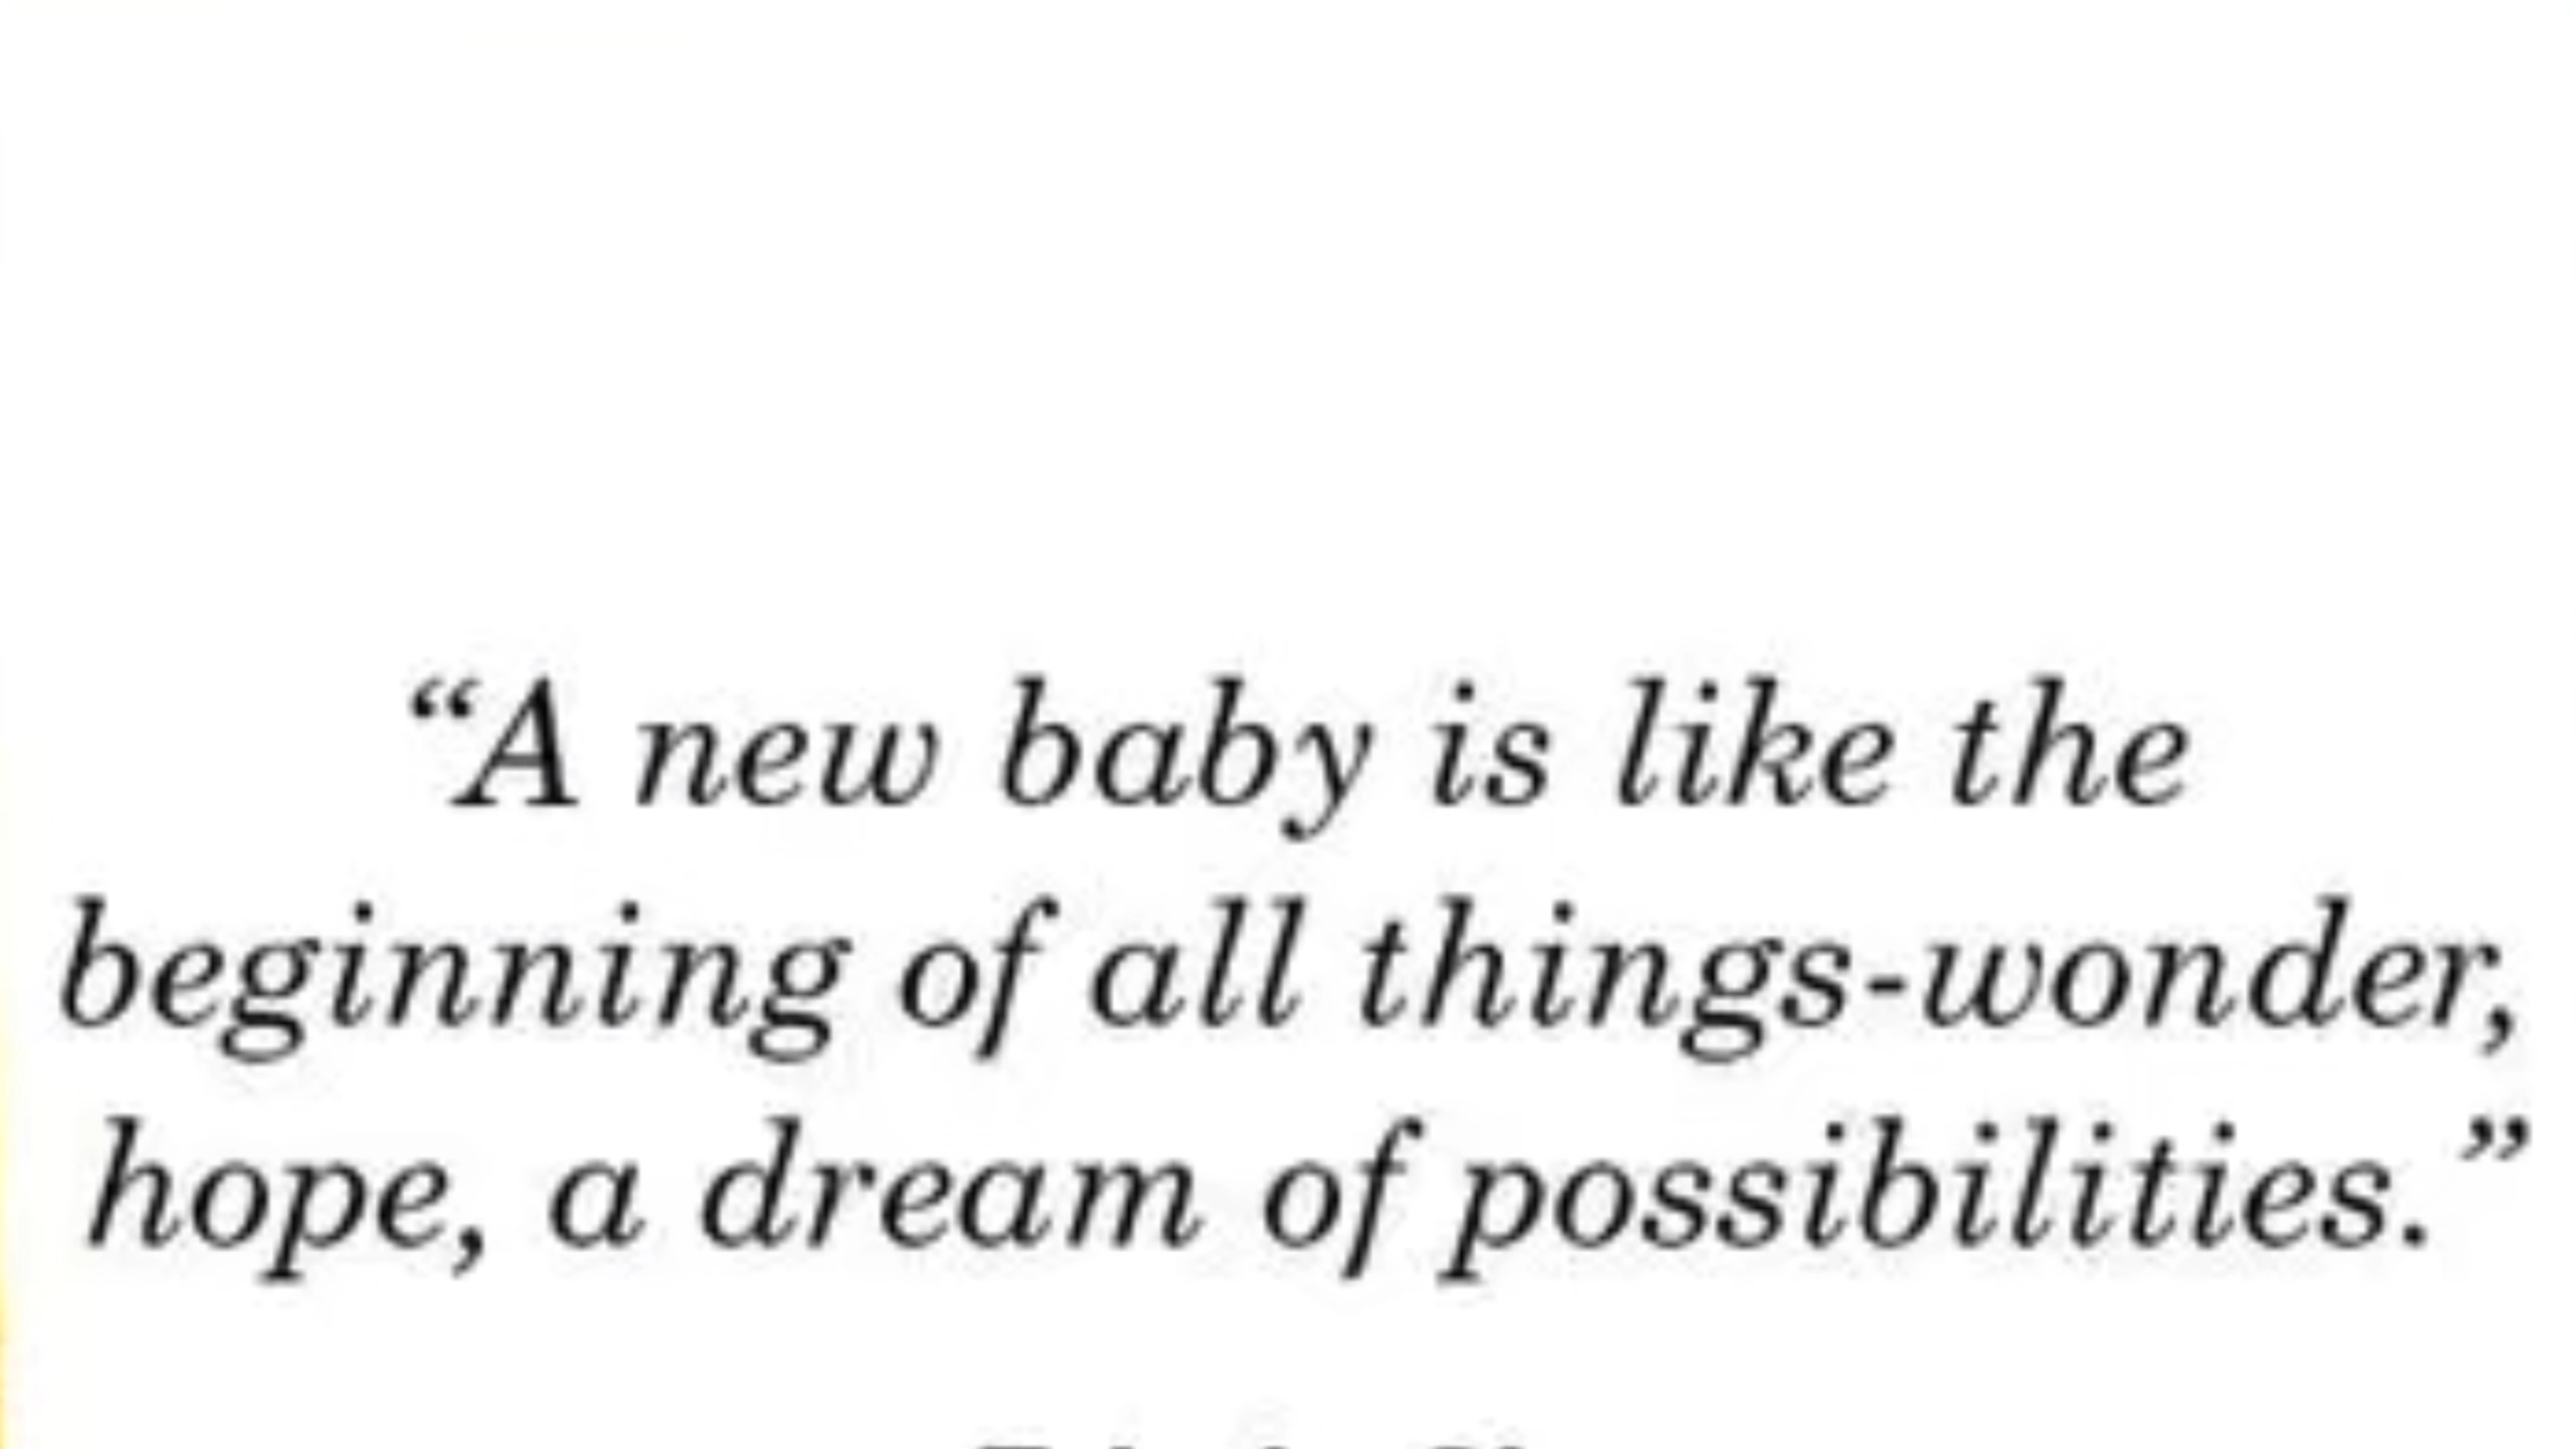 “A new baby is like the
beginning of all things-wonder,
hope, a dream of possibilities.”